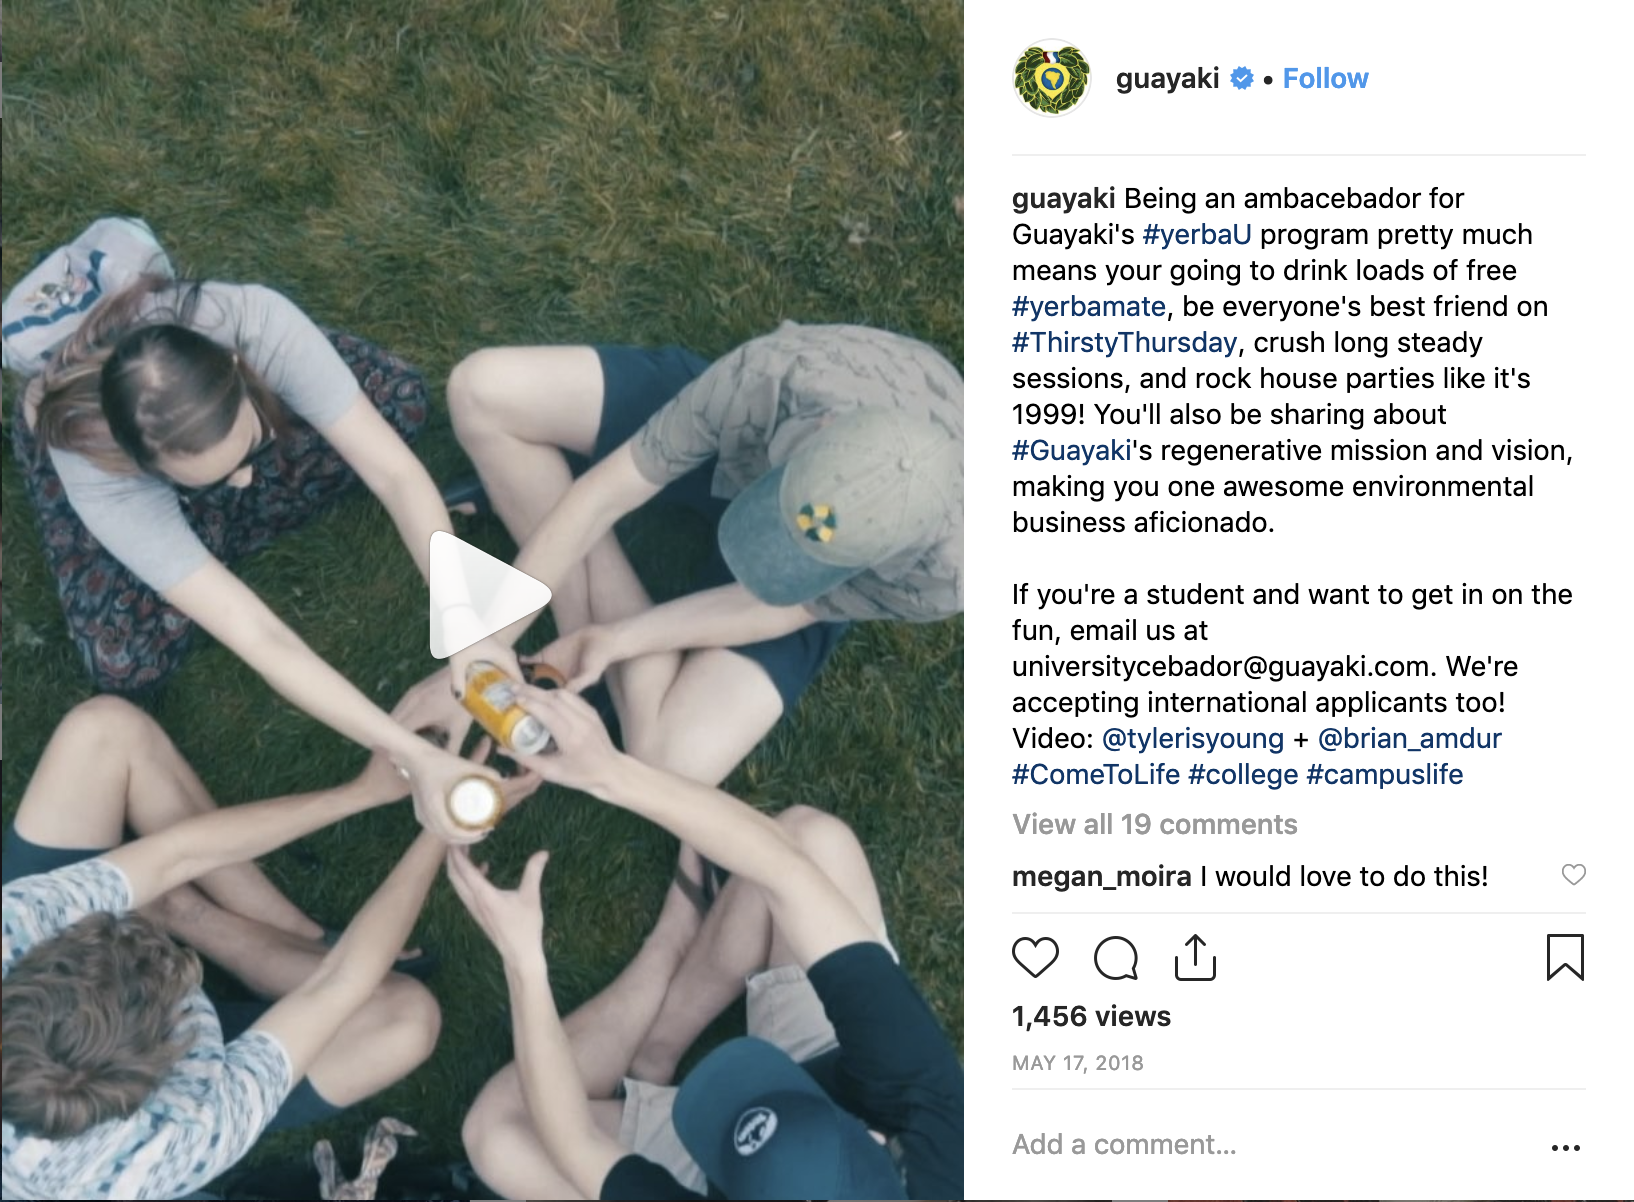 guayaki • Follow
guayaki Being an ambacebador for
Guayaki's #yerbaU program pretty much
means your going to drink loads of free
#yerbamate, be everyone's best friend on
#ThirstyThursday, crush long steady
sessions, and rock house parties like it's
1999! You'll also be sharing about
#Guayaki's regenerative mission and vision,
making you one awesome environmental
business aficionado.
If you're a student and want to get in on the
fun, email us at
universitycebador@guayaki.com. We're
accepting international applicants too!
Video: @tylerisyoung + @brian_amdur
#ComeToLife #college #campuslife
View all 19 comments
megan_moira I would love to do this!
1,456 views
MAY 17, 2018
Add a comment...